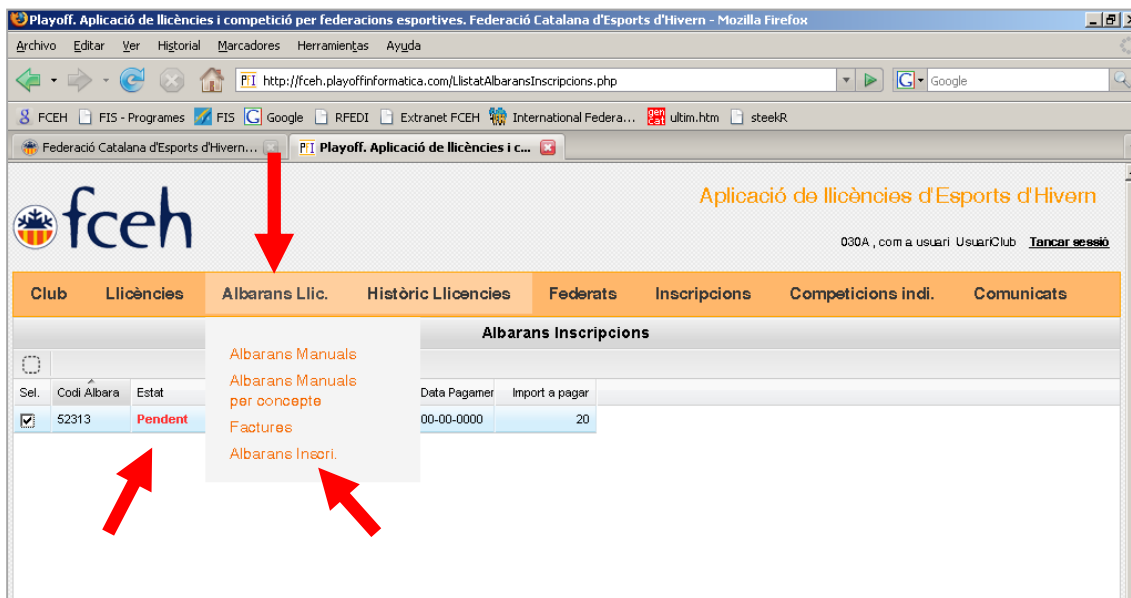 Playoff. Aplicació de llicències i competició per federacions esportives. Federació Catalana d'Esports d'Hivern - Mozilla Firefox
Archivo Editar Ver Historial Marcadores Herramientas Ayuda
PI http://fceh.playoffinformatica.com/LlistatAlbaransInscripcions.php G Google
FCEH FIS - Programes FIS Google RFEDI Extranet FCEH International Federa... gen cat ultim.htm steekR
Federació Catalana d'Esports d'Hivern... PI Playoff. Aplicació de llicències i c...
fceh
Aplicació de llicències d'Esports d'Hivern
030A , com a usuari UsuariClub Tancar sessió
Club Llicències Albarans Llic. Històric Llicencies Federats Inscripcions Competicions indi. Comunicats
Albarans Inscripcions
Albarans Manuals
Albarans Manuals
per concepte
Factures
Albarans Inscri.
Sel. Codi Albara Estat Data Pagamen Import a pagar
52313 Pendent 00-00-0000 20